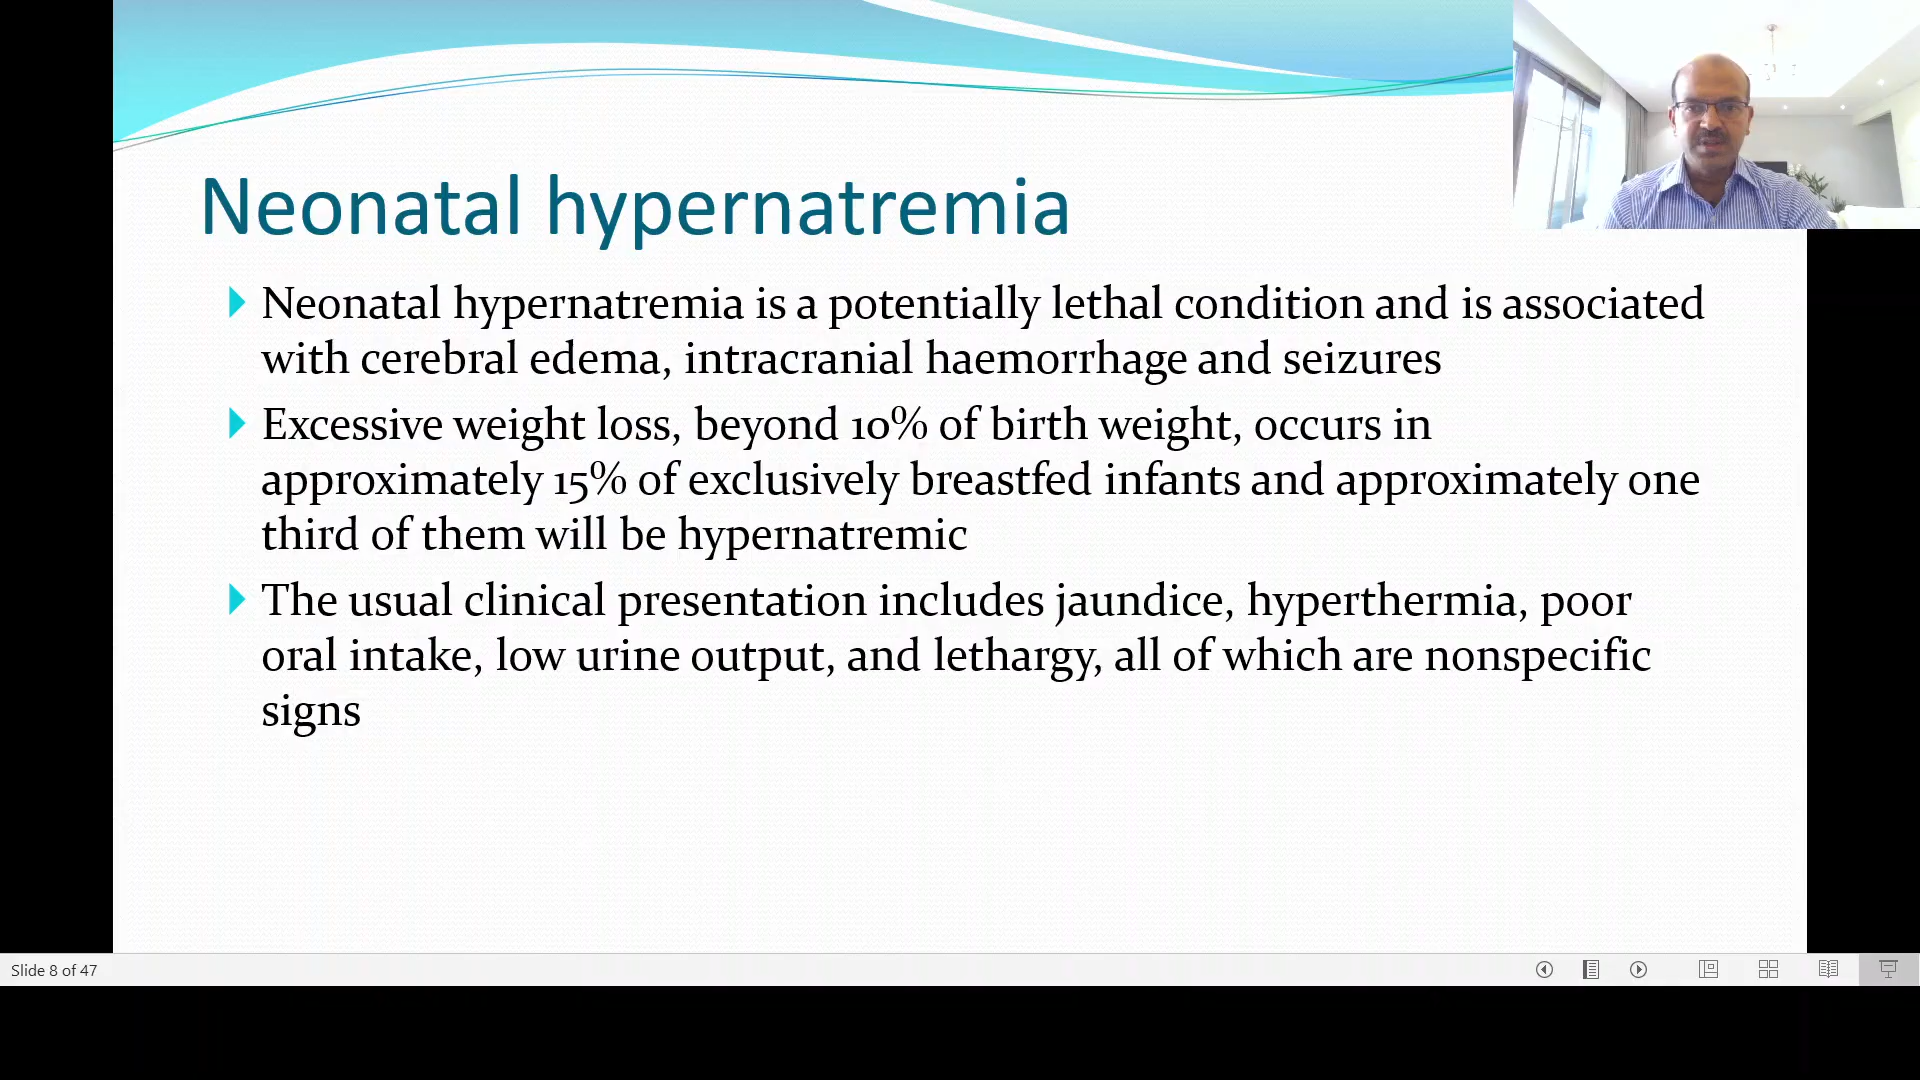 Neonatal hypernatremia
Neonatal hypernatremia is a potentially lethal condition and is associated
with cerebral edema, intracranial haemorrhage and seizures
Excessive weight loss, beyond 10% of birth weight, occurs in
approximately 15% of exclusively breastfed infants and approximately one
third of them will be hypernatremic
The usual clinical presentation includes jaundice, hyperthermia, poor
oral intake, low urine output, and lethargy, all of which are nonspecific
signs
Slide 8 of 47